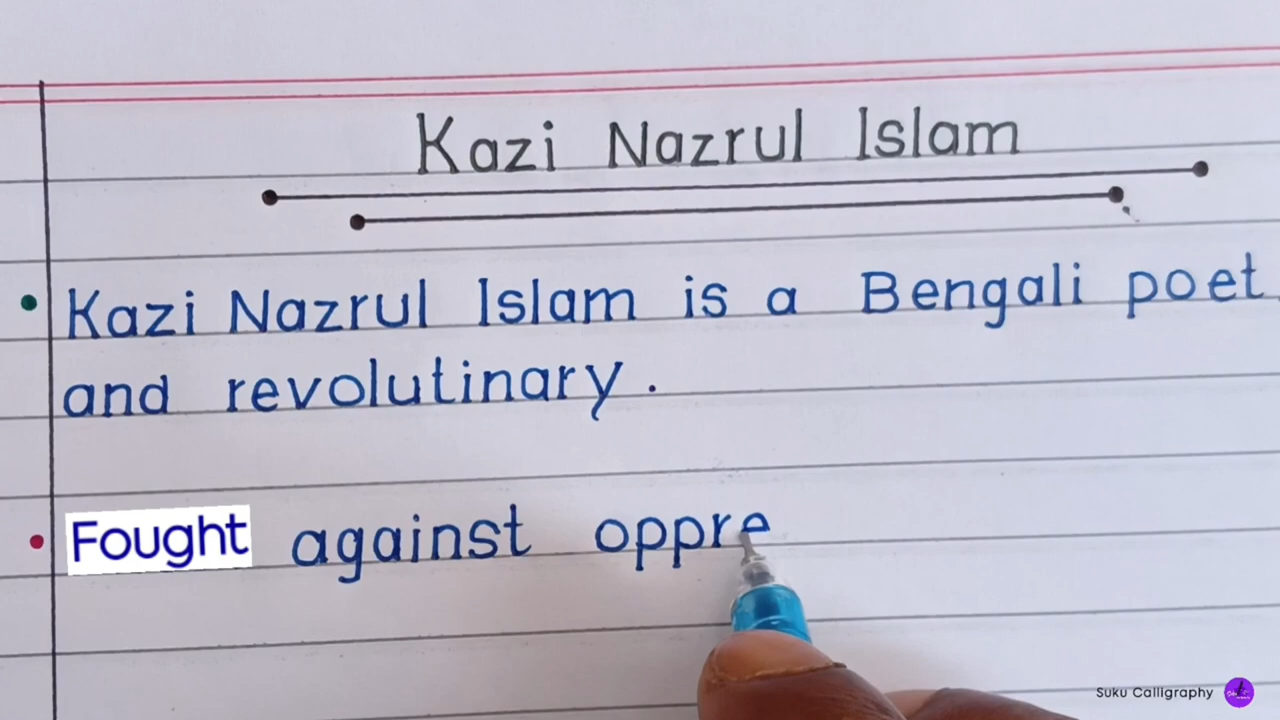 Kazi Nazrul Islam
Kazi Nazrul Islam is a Bengali poet
and revolutinary.
Fought against oppre
Suku Calligraphy